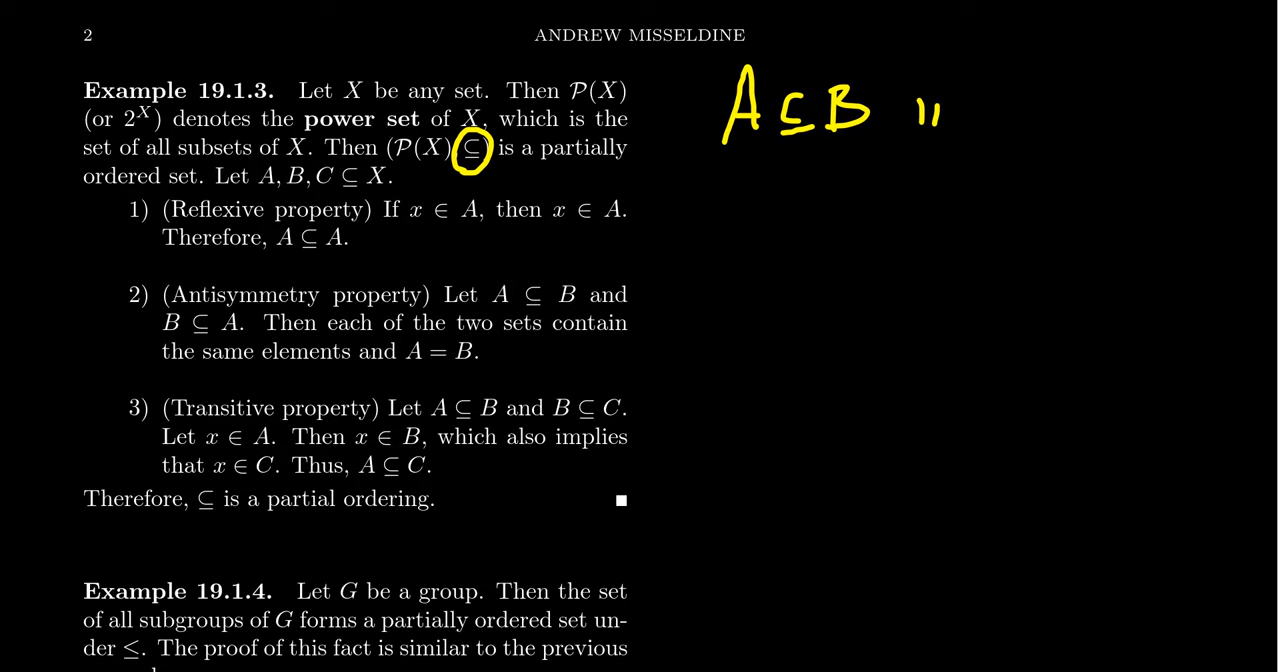 2 ANDREW MISSELDINE
Example 19.1.3. Let X be any set. Then 𝒫(X)
(or 2^X) denotes the power set of X, which is the
set of all subsets of X. Then (𝒫(X), ⊆) is a partially
ordered set. Let A, B, C ⊆ X.
1) (Reflexive property) If x ∈ A, then x ∈ A.
Therefore, A ⊆ A.
2) (Antisymmetry property) Let A ⊆ B and
B ⊆ A. Then each of the two sets contain
the same elements and A = B.
3) (Transitive property) Let A ⊆ B and B ⊆ C.
Let x ∈ A. Then x ∈ B, which also implies
that x ∈ C. Thus, A ⊆ C.
Therefore, ⊆ is a partial ordering. ■
Example 19.1.4. Let G be a group. Then the set
of all subgroups of G forms a partially ordered set un-
der ≤. The proof of this fact is similar to the previous
A ⊆ B